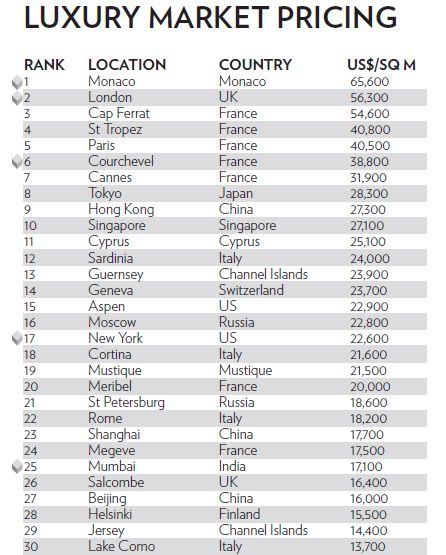 LUXURY MARKET PRICING
RANK LOCATION COUNTRY US$/SQ M
1 Monaco Monaco 65,600
2 London UK 56,300
3 Cap Ferrat France 54,600
4 St Tropez France 40,800
5 Paris France 40,500
6 Courchevel France 38,800
7 Cannes France 31,900
8 Tokyo Japan 28,300
9 Hong Kong China 27,300
10 Singapore Singapore 27,100
11 Cyprus Cyprus 25,100
12 Sardinia Italy 24,000
13 Guernsey Channel Islands 23,900
14 Geneva Switzerland 23,700
15 Aspen US 22,900
16 Moscow Russia 22,800
17 New York US 22,600
18 Cortina Italy 21,600
19 Mustique Mustique 21,500
20 Meribel France 20,000
21 St Petersburg Russia 18,600
22 Rome Italy 18,200
23 Shanghai China 17,700
24 Megeve France 17,500
25 Mumbai India 17,100
26 Salcombe UK 16,400
27 Beijing China 16,000
28 Helsinki Finland 15,500
29 Jersey Channel Islands 14,400
30 Lake Como Italy 13,700